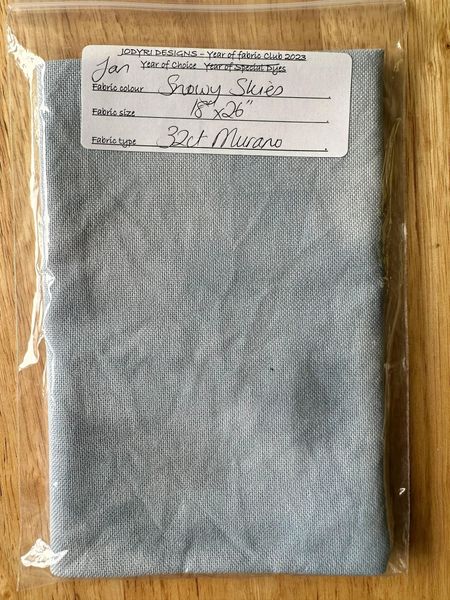 JODYRI DESIGNS - Year of fabric Club 2023
Jan Year of Choice Year of Special Dyes
Fabric colour Snowy Skies.
Fabric size 18" x 26".
Fabric type 32ct Murano.